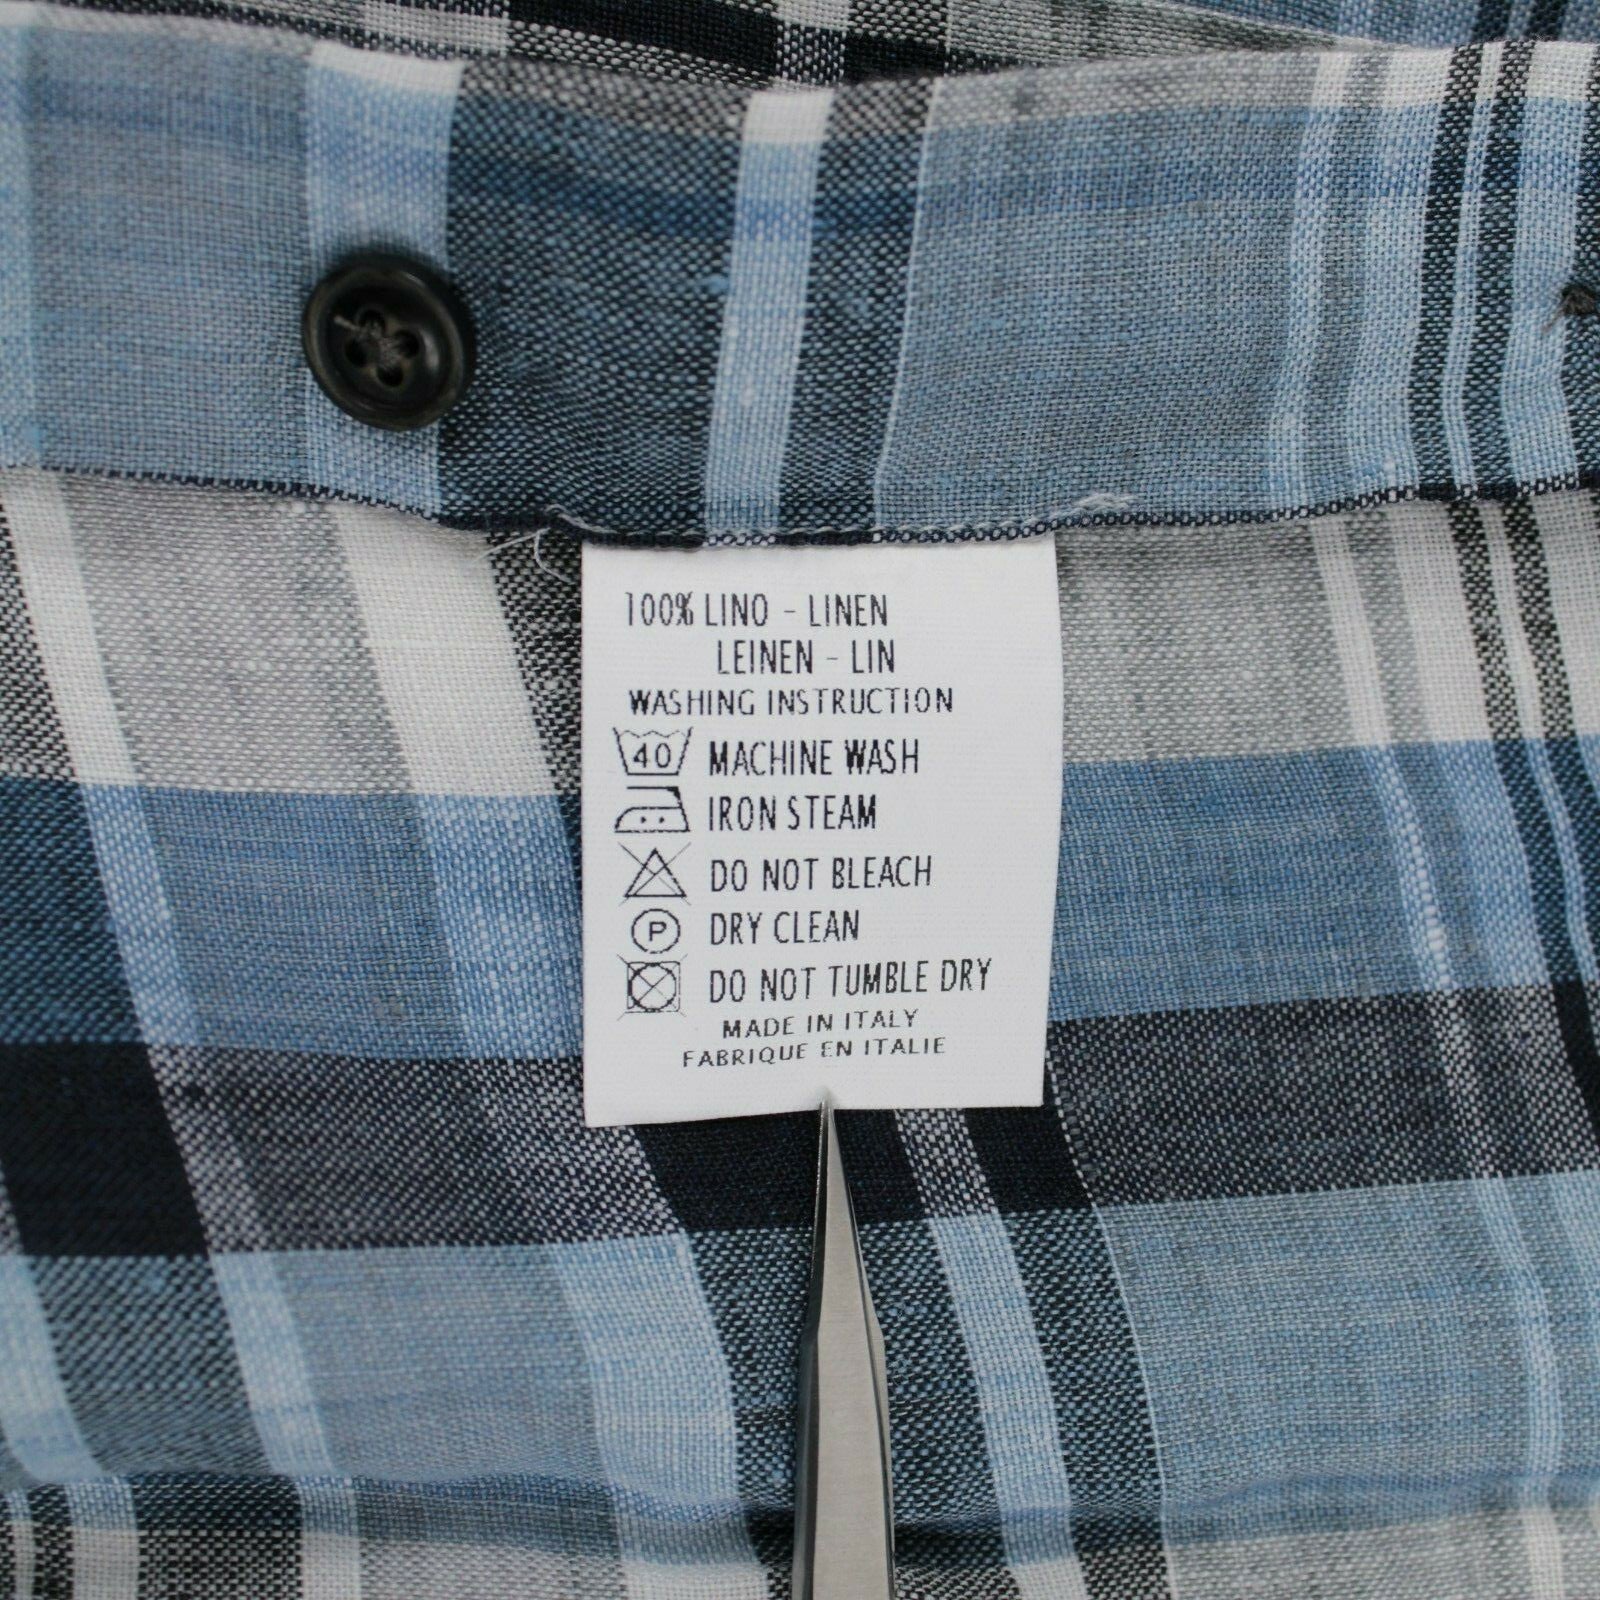 100% LINO - LINEN
LEINEN - LIN
WASHING INSTRUCTION
40 MACHINE WASH
IRON STEAM
DO NOT BLEACH
P DRY CLEAN
DO NOT TUMBLE DRY
MADE IN ITALY
FABRIQUE EN ITALIE